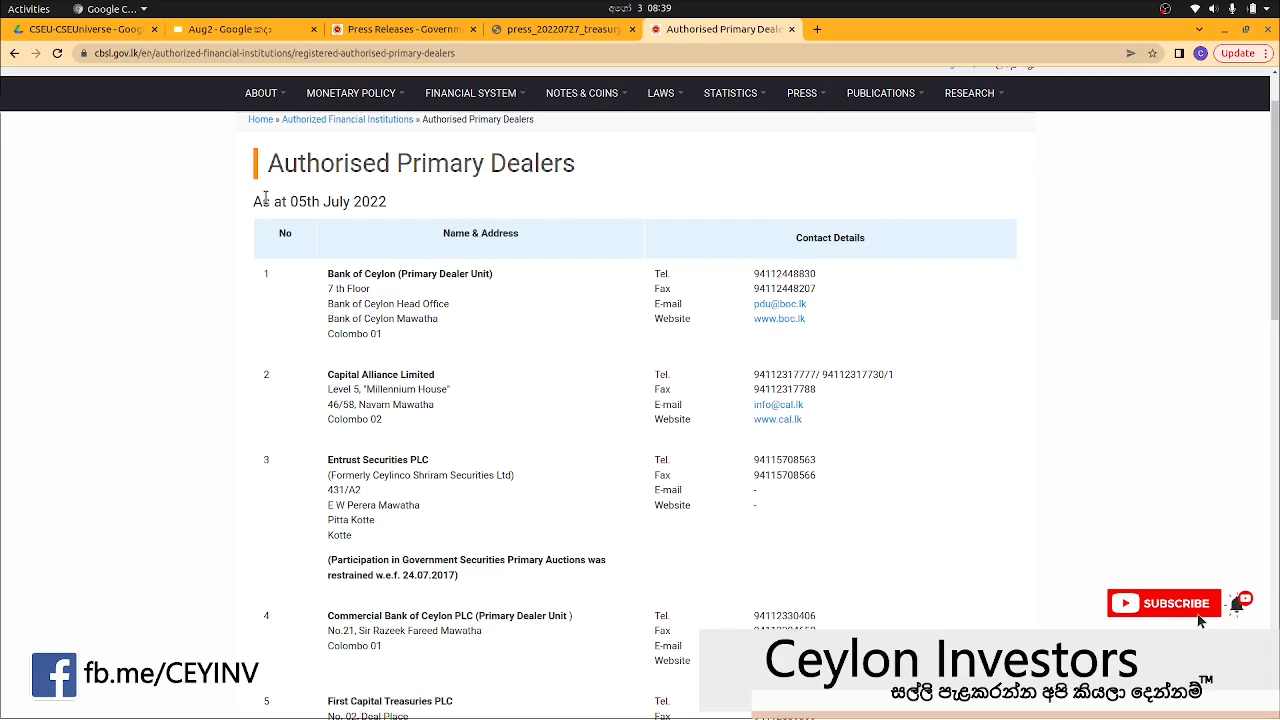 Activities
Google C...
අගෝ 3 08:39
CSEU-CSEUniverse - Goog
Aug2 - Google කදා
Press Releases - Governm
press_20220727_treasury
Authorised Primary Deale
cbsl.gov.lk/en/authorized-financial-institutions/registered-authorised-primary-dealers
C
Update
ABOUT
MONETARY POLICY
FINANCIAL SYSTEM
NOTES & COINS
LAWS
STATISTICS
PRESS
PUBLICATIONS
RESEARCH
Home » Authorized Financial Institutions » Authorised Primary Dealers
Authorised Primary Dealers
As at 05th July 2022
No
Name & Address
Contact Details
1
Bank of Ceylon (Primary Dealer Unit)
7 th Floor
Bank of Ceylon Head Office
Bank of Ceylon Mawatha
Colombo 01
Tel. 94112448830
Fax 94112448207
E-mail pdu@boc.lk
Website www.boc.lk
2
Capital Alliance Limited
Level 5, "Millennium House"
46/58, Navam Mawatha
Colombo 02
Tel. 94112317777/ 94112317730/1
Fax 94112317788
E-mail info@cal.lk
Website www.cal.lk
3
Entrust Securities PLC
(Formerly Ceylinco Shriram Securities Ltd)
431/A2
E W Perera Mawatha
Pitta Kotte
Kotte
(Participation in Government Securities Primary Auctions was
restrained w.e.f. 24.07.2017)
Tel. 94115708563
Fax 94115708566
E-mail -
Website -
4
Commercial Bank of Ceylon PLC (Primary Dealer Unit )
No.21, Sir Razeek Fareed Mawatha
Colombo 01
Tel. 94112330406
Fax
E-mail
Website
5
First Capital Treasuries PLC
No. 02, Deal Place
Tel.
SUBSCRIBE
fb.me/CEYINV
Ceylon Investors™
සල්ලි පැළකරන්න අපි කියලා දෙන්නම්